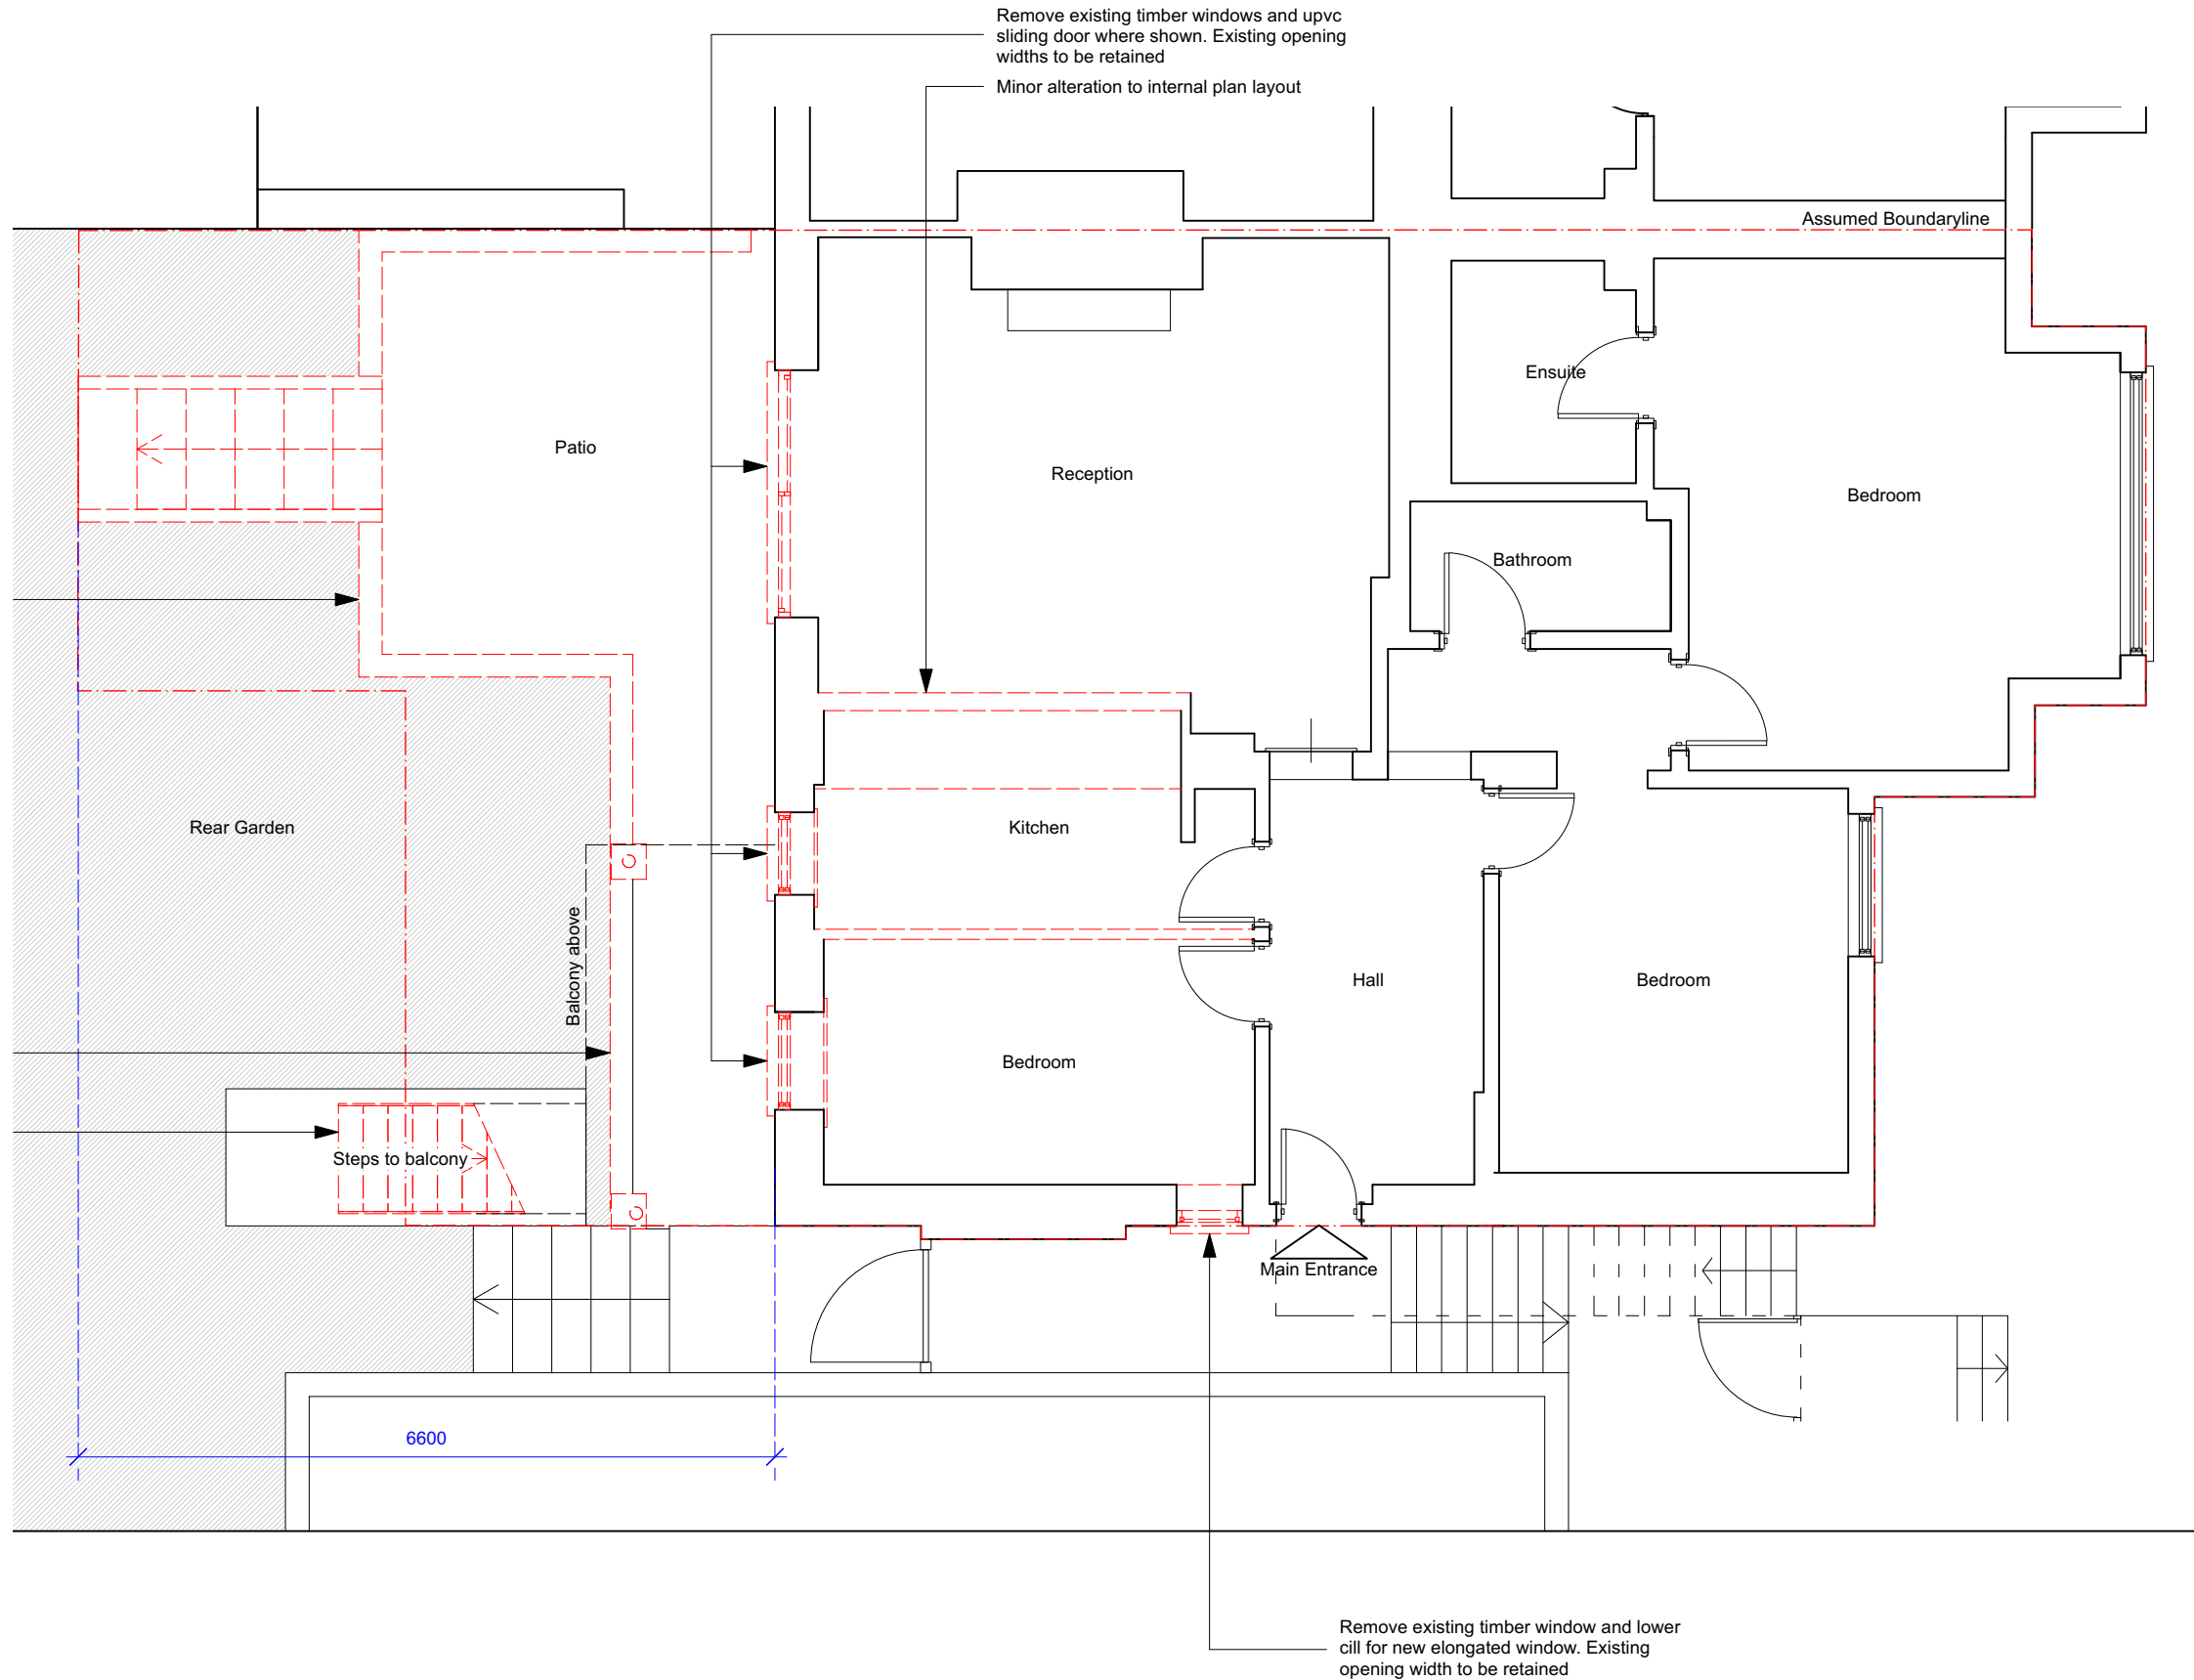 Remove existing timber windows and upvc
sliding door where shown. Existing opening
widths to be retained
Minor alteration to internal plan layout
Assumed Boundaryline
Ensuite
Patio
Reception
Bedroom
Bathroom
Rear Garden
Kitchen
Balcony above
Hall
Bedroom
Bedroom
Steps to balcony
Main Entrance
6600
Remove existing timber window and lower
cill for new elongated window. Existing
opening width to be retained